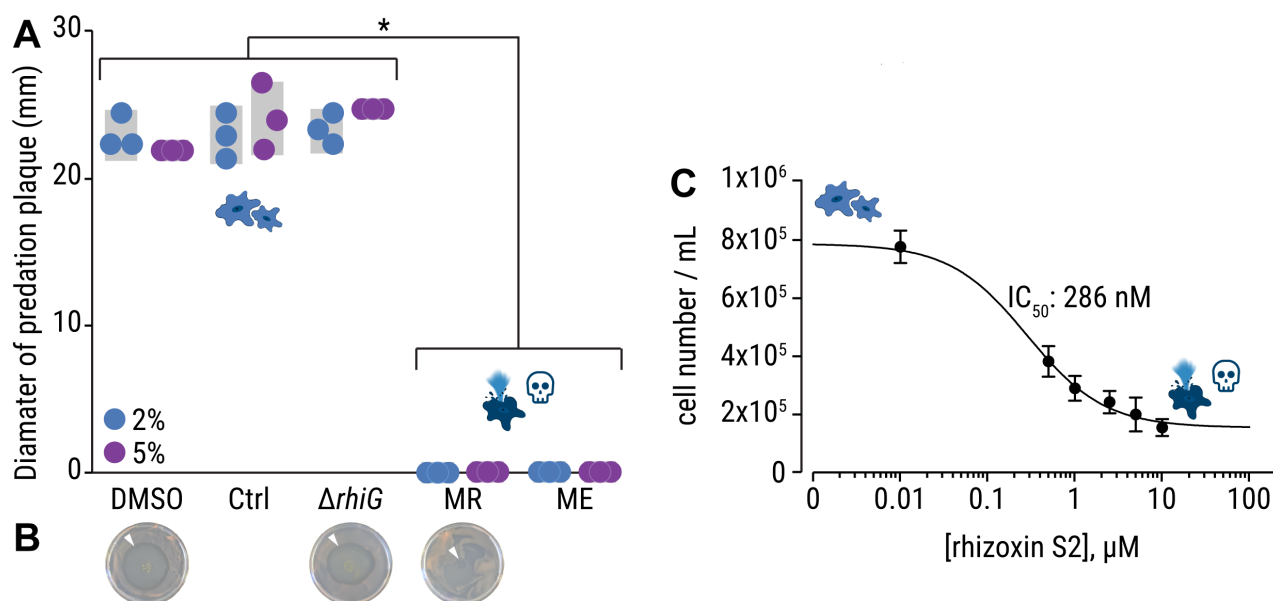 A
Diamater of predation plaque (mm)
30
20
10
0
*
2%
5%
DMSO Ctrl ΔrhiG MR ME
B
C
cell number / mL
1x10⁶
8x10⁵
6x10⁵
4x10⁵
2x10⁵
0
IC₅₀: 286 nM
0 0.01 0.1 1 10 100
[rhizoxin S2], µM